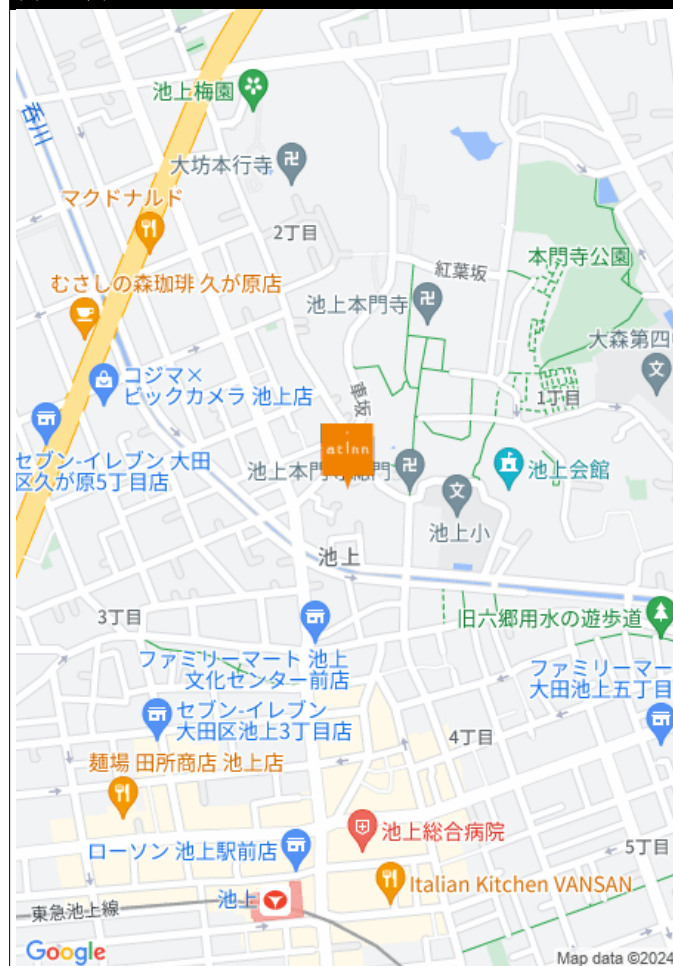 池上梅園
呑川
大坊本行寺
マクドナルド
2丁目
本門寺公園
紅葉坂
むさしの森珈琲 久が原店
池上本門寺
大森第四中
コジマ×
ビックカメラ 池上店
車坂
1丁目
atInn
セブン-イレブン 大田
区久が原5丁目店
池上本門寺総門
池上会館
池上小
池上
3丁目
旧六郷用水の遊歩道
ファミリーマート 池上
文化センター前店
ファミリーマー
大田池上五丁目
セブン-イレブン
大田区池上3丁目店
4丁目
麺場 田所商店 池上店
池上総合病院
ローソン 池上駅前店
5丁目
Italian Kitchen VANSAN
池上
東急池上線
Google
Map data ©2024